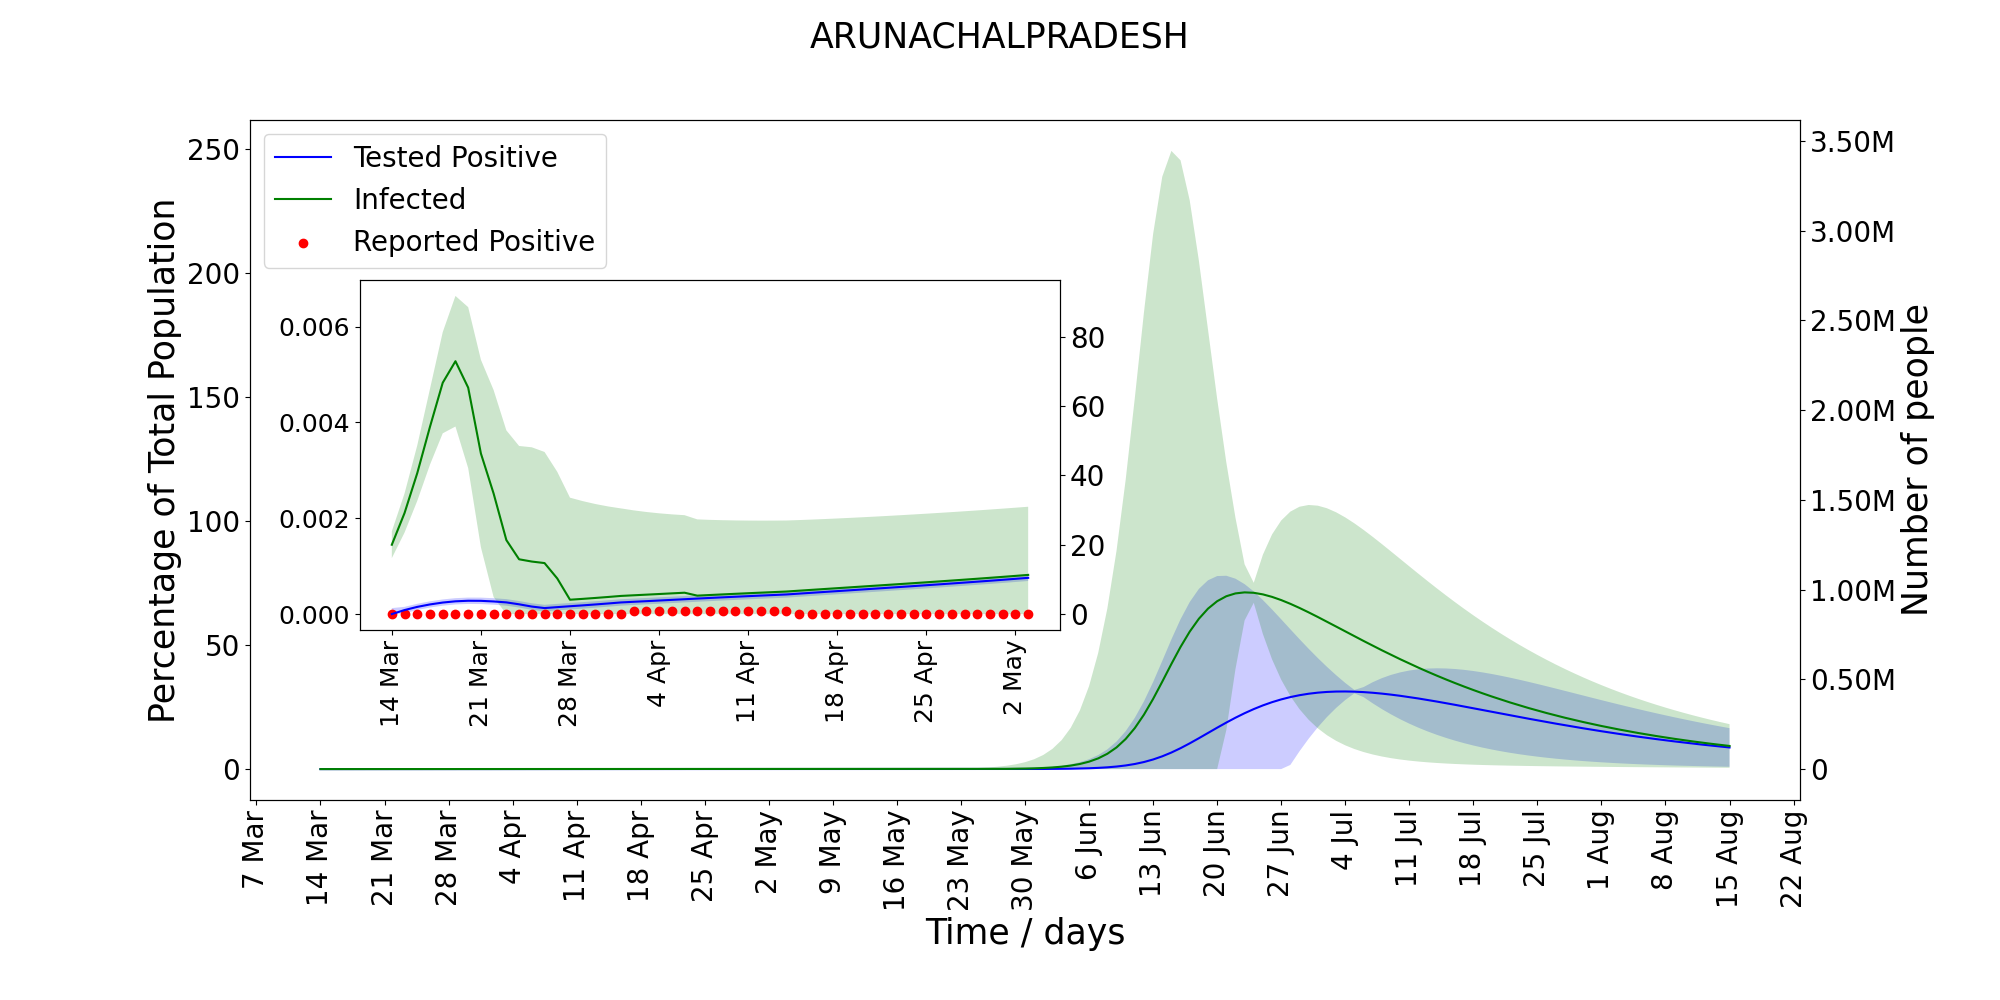 ARUNACHALPRADESH
Tested Positive
Infected
Reported Positive
Percentage of Total Population
250
200
150
100
50
0
3.50M
3.00M
2.50M
2.00M
1.50M
1.00M
0.50M
0
Number of people
0.006
0.004
0.002
0.000
80
60
40
20
0
14 Mar
21 Mar
28 Mar
4 Apr
11 Apr
18 Apr
25 Apr
2 May
7 Mar
14 Mar
21 Mar
28 Mar
4 Apr
11 Apr
18 Apr
25 Apr
2 May
9 May
16 May
23 May
30 May
6 Jun
13 Jun
20 Jun
27 Jun
4 Jul
11 Jul
18 Jul
25 Jul
1 Aug
8 Aug
15 Aug
22 Aug
Time / days